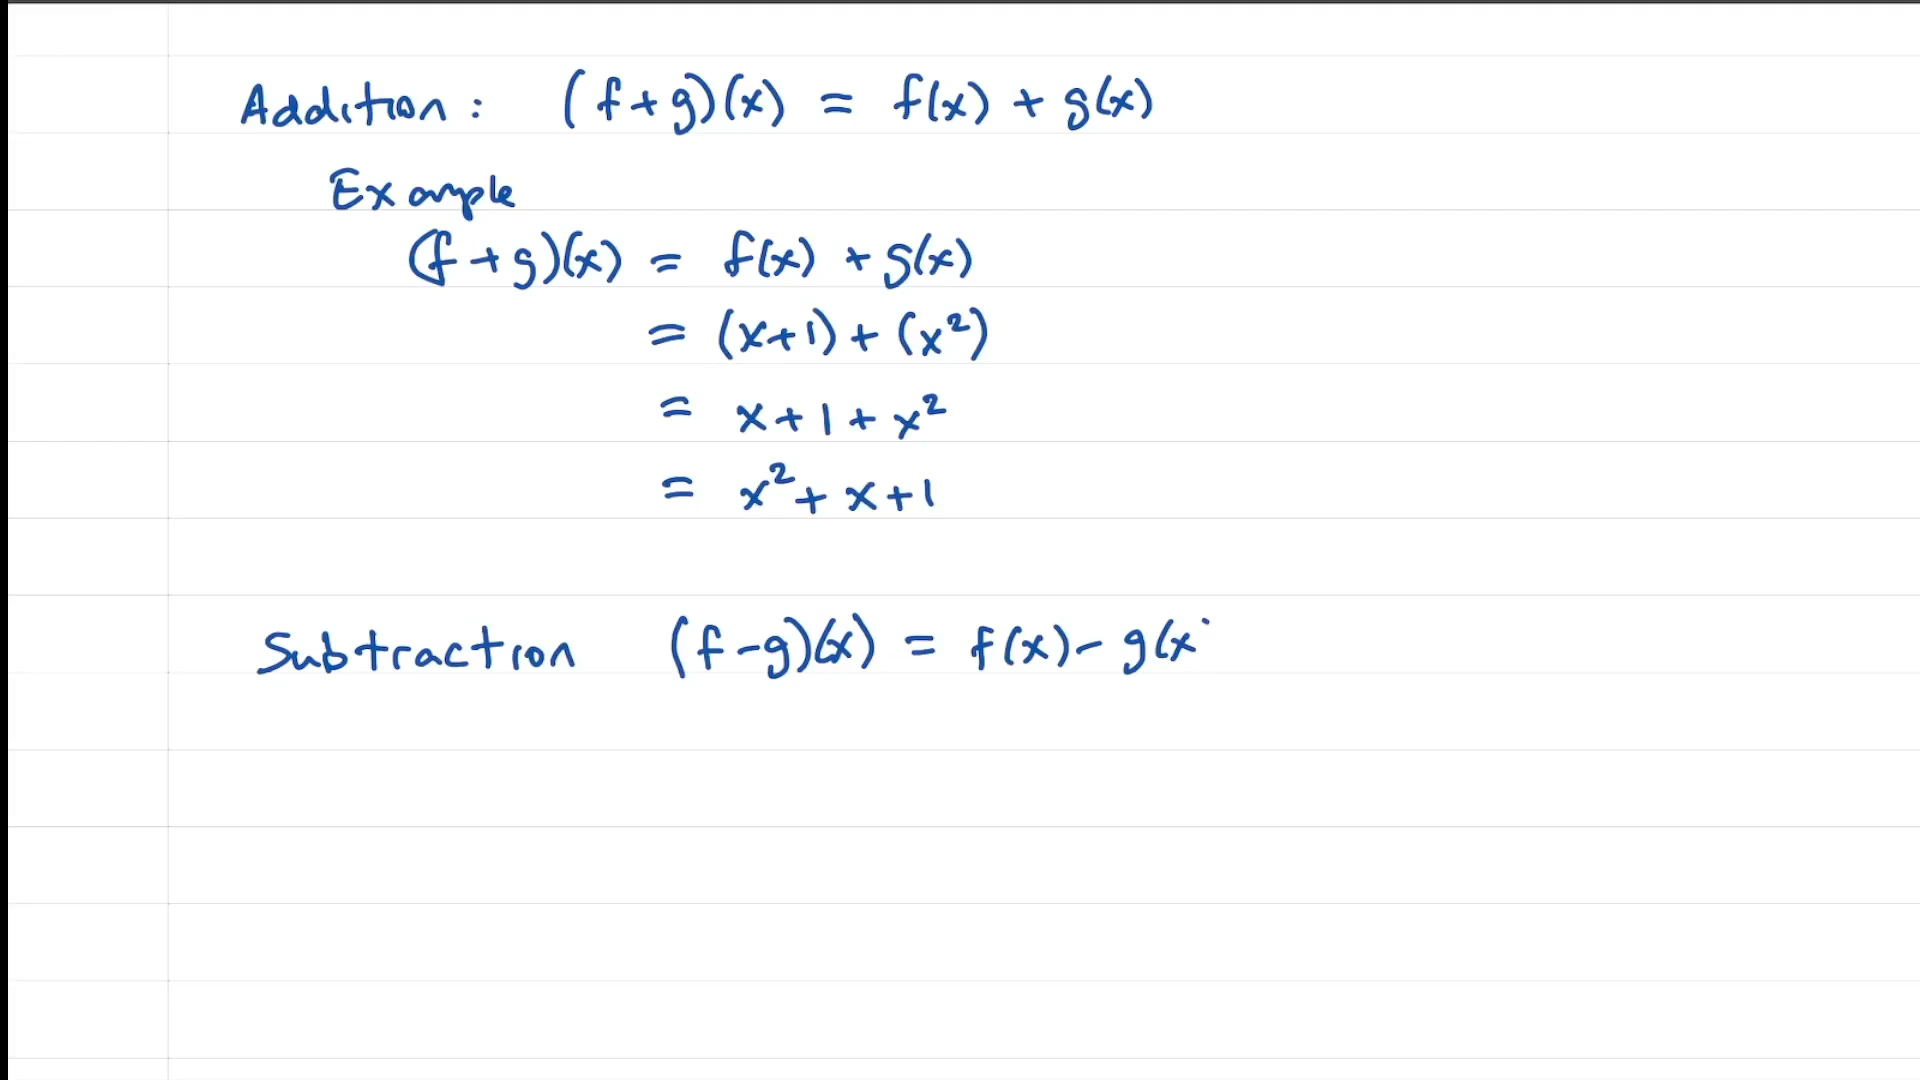 Addition: (f+g)(x) = f(x) + g(x)
Example
(f+g)(x) = f(x) + g(x)
= (x+1) + (x²)
= x+1+x²
= x²+x+1
Subtraction (f-g)(x) = f(x)-g(x